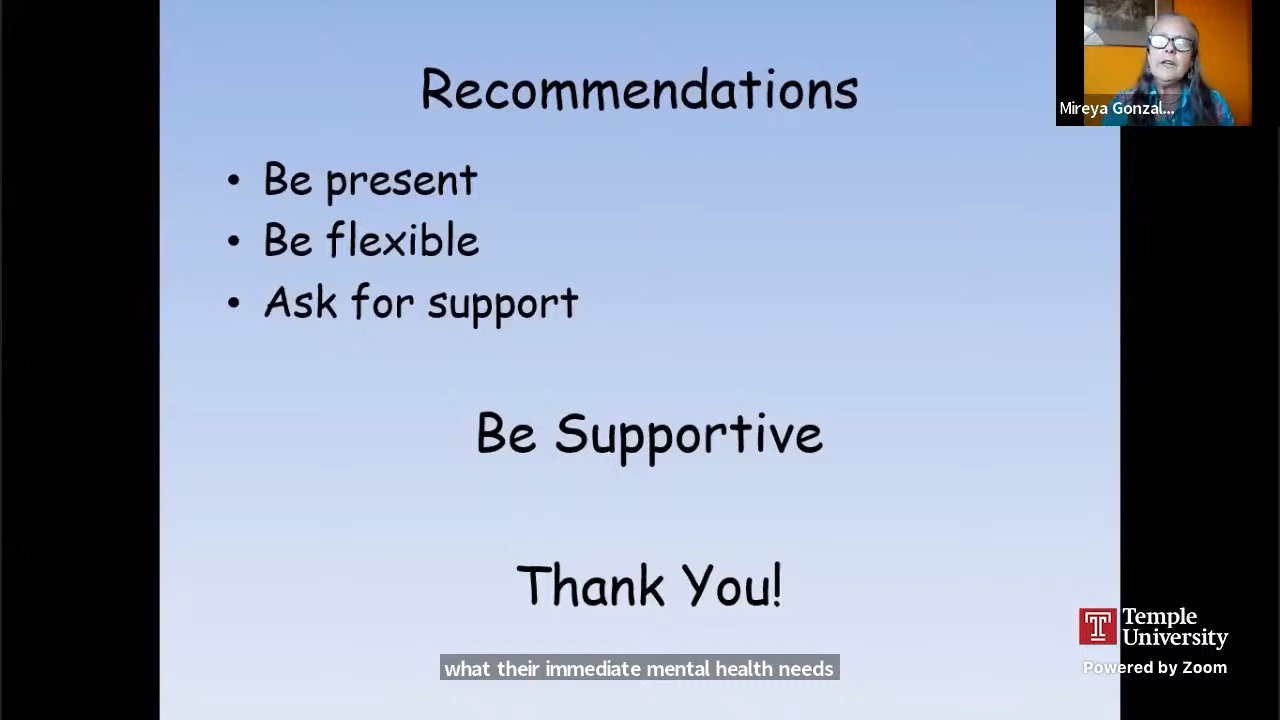 Recommendations
Mireya Gonzal...
• Be present
• Be flexible
• Ask for support
Be Supportive
Thank You!
Temple
University
Powered by Zoom
what their immediate mental health needs